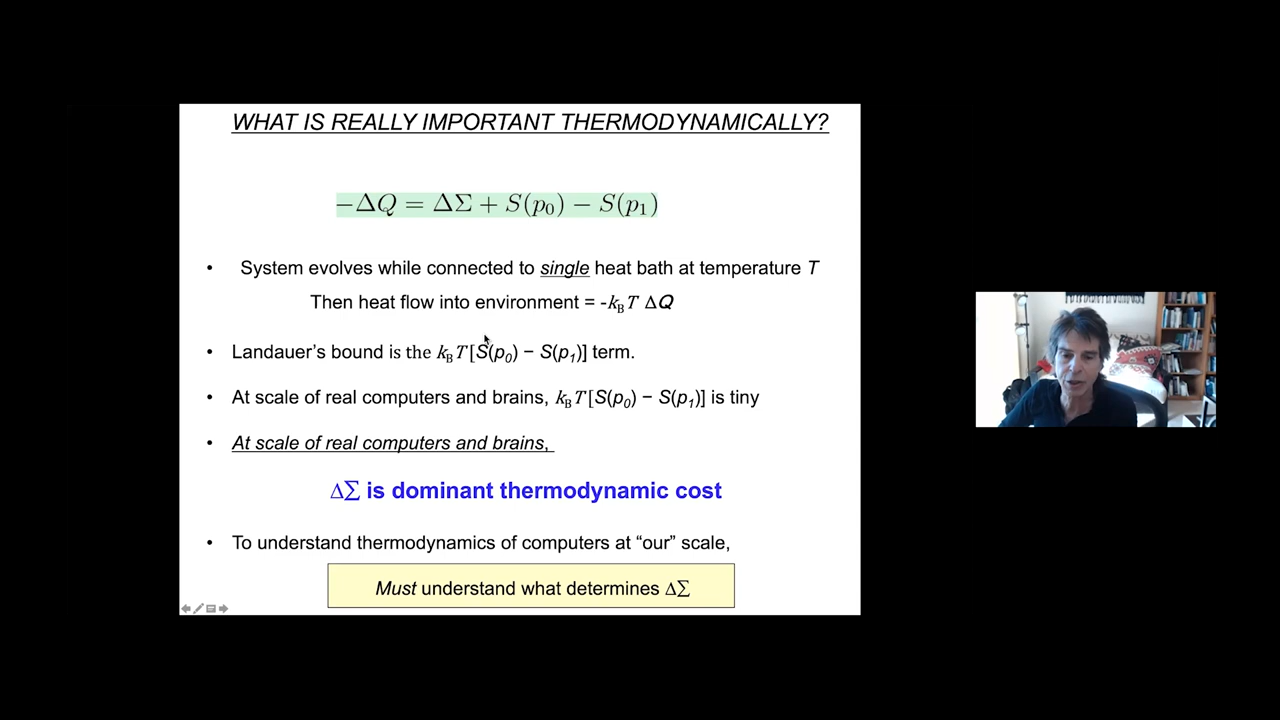 WHAT IS REALLY IMPORTANT THERMODYNAMICALLY?
−ΔQ = ΔΣ + S(p₀) − S(p₁)
• System evolves while connected to single heat bath at temperature T
Then heat flow into environment = -k_BT ΔQ
• Landauer’s bound is the k_BT[S(p₀) − S(p₁)] term.
• At scale of real computers and brains, k_BT[S(p₀) − S(p₁)] is tiny
• At scale of real computers and brains,
ΔΣ is dominant thermodynamic cost
• To understand thermodynamics of computers at “our” scale,
Must understand what determines ΔΣ